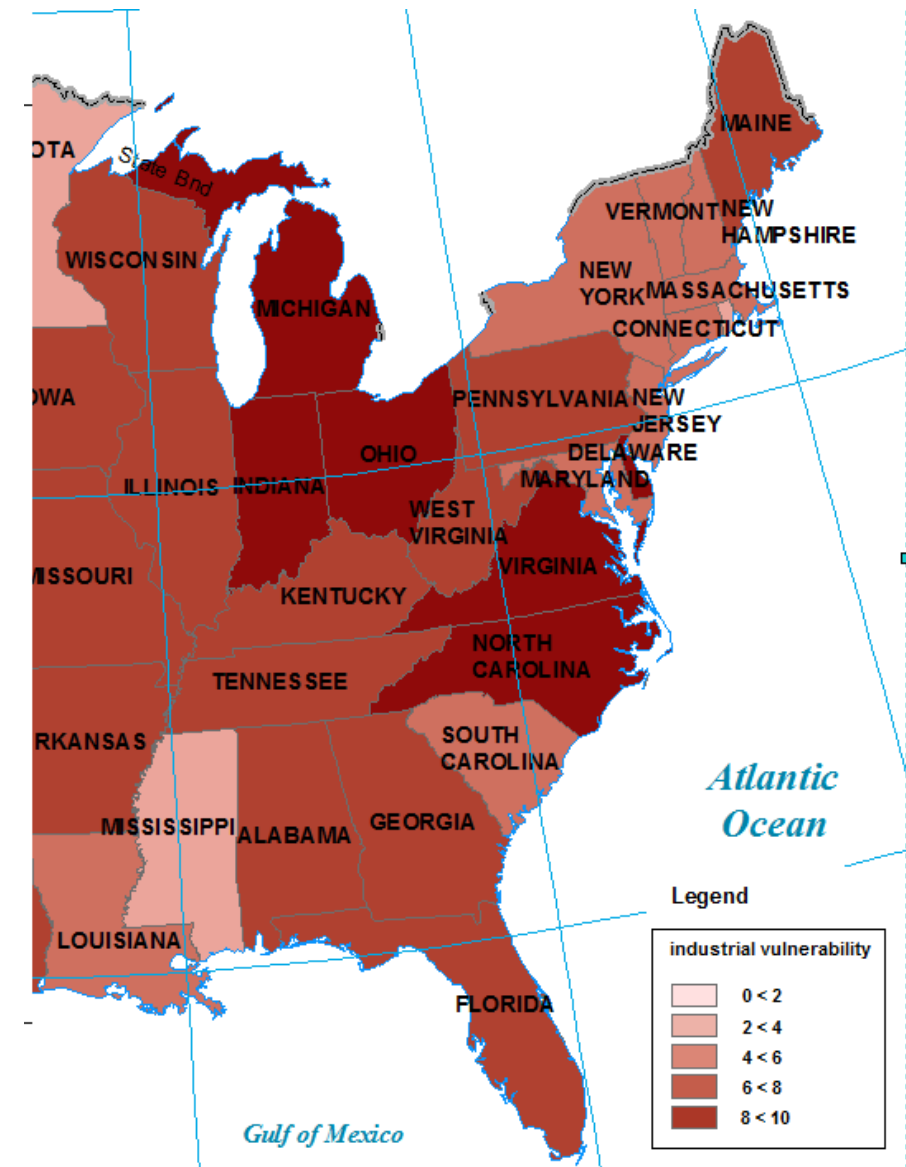 MAINE
OTA
State Bnd
VERMONT
NEW
HAMPSHIRE
WISCONSIN
NEW
YORK
MASSACHUSETTS
MICHIGAN
CONNECTICUT
OWA
PENNSYLVANIA
NEW
JERSEY
OHIO
DELAWARE
MARYLAND
ILLINOIS
INDIANA
WEST
VIRGINIA
VIRGINIA
MISSOURI
KENTUCKY
NORTH
CAROLINA
TENNESSEE
RKANSAS
SOUTH
CAROLINA
Atlantic
Ocean
MISSISSIPPI
ALABAMA
GEORGIA
LOUISIANA
FLORIDA
Gulf of Mexico
Legend
industrial vulnerability
0 < 2
2 < 4
4 < 6
6 < 8
8 < 10